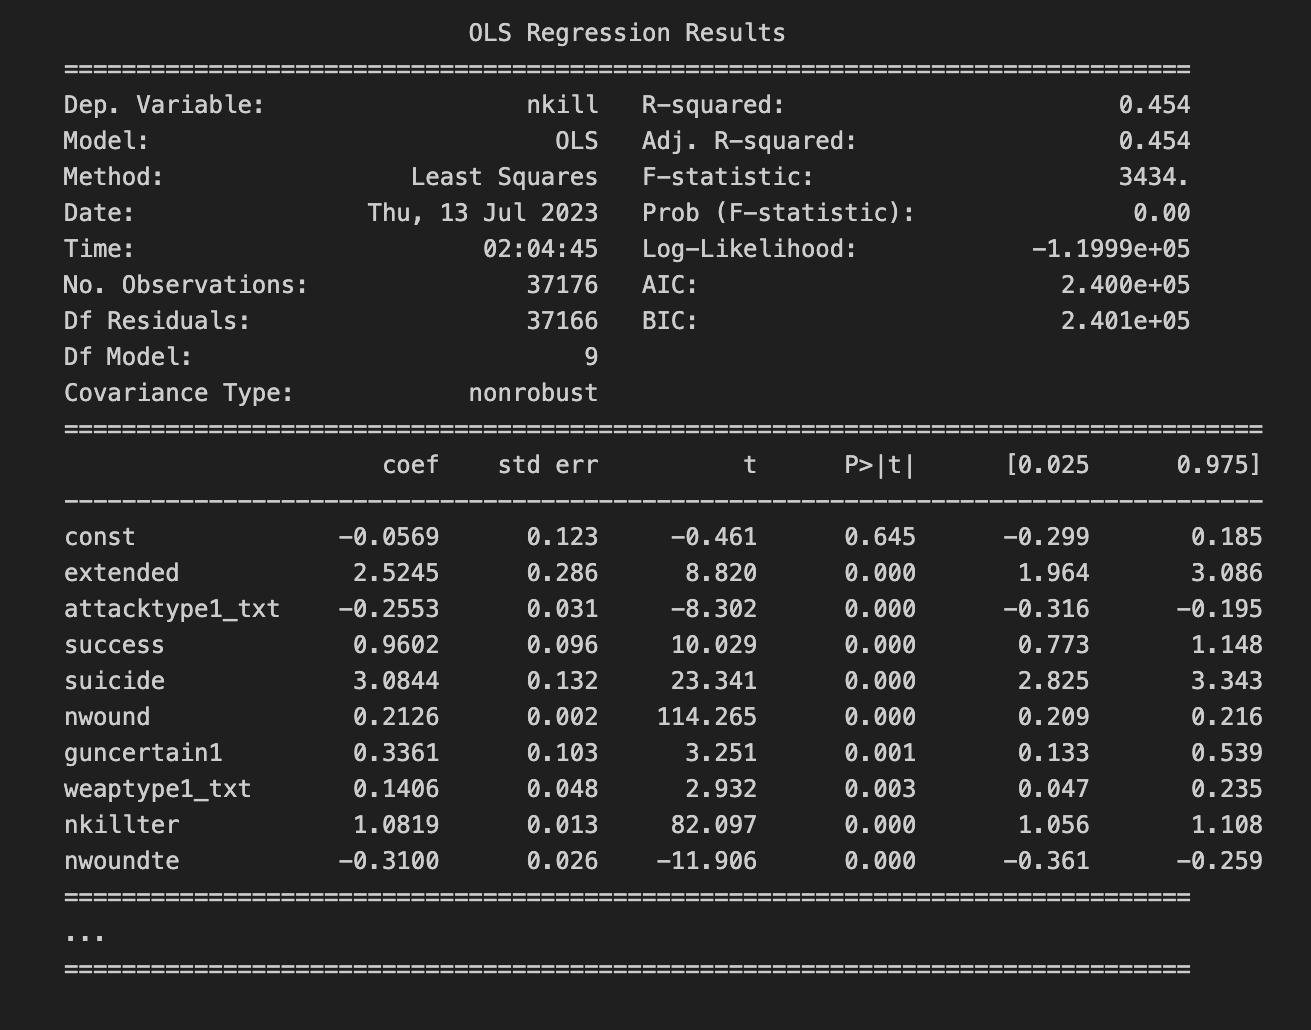 OLS Regression Results
==============================================================================
Dep. Variable: nkill R-squared: 0.454
Model: OLS Adj. R-squared: 0.454
Method: Least Squares F-statistic: 3434.
Date: Thu, 13 Jul 2023 Prob (F-statistic): 0.00
Time: 02:04:45 Log-Likelihood: -1.1999e+05
No. Observations: 37176 AIC: 2.400e+05
Df Residuals: 37166 BIC: 2.401e+05
Df Model: 9
Covariance Type: nonrobust
===================================================================================
coef std err t P>|t| [0.025 0.975]
-----------------------------------------------------------------------------------
const -0.0569 0.123 -0.461 0.645 -0.299 0.185
extended 2.5245 0.286 8.820 0.000 1.964 3.086
attacktype1_txt -0.2553 0.031 -8.302 0.000 -0.316 -0.195
success 0.9602 0.096 10.029 0.000 0.773 1.148
suicide 3.0844 0.132 23.341 0.000 2.825 3.343
nwound 0.2126 0.002 114.265 0.000 0.209 0.216
guncertain1 0.3361 0.103 3.251 0.001 0.133 0.539
weaptype1_txt 0.1406 0.048 2.932 0.003 0.047 0.235
nkillter 1.0819 0.013 82.097 0.000 1.056 1.108
nwoundte -0.3100 0.026 -11.906 0.000 -0.361 -0.259
==============================================================================
...
==============================================================================